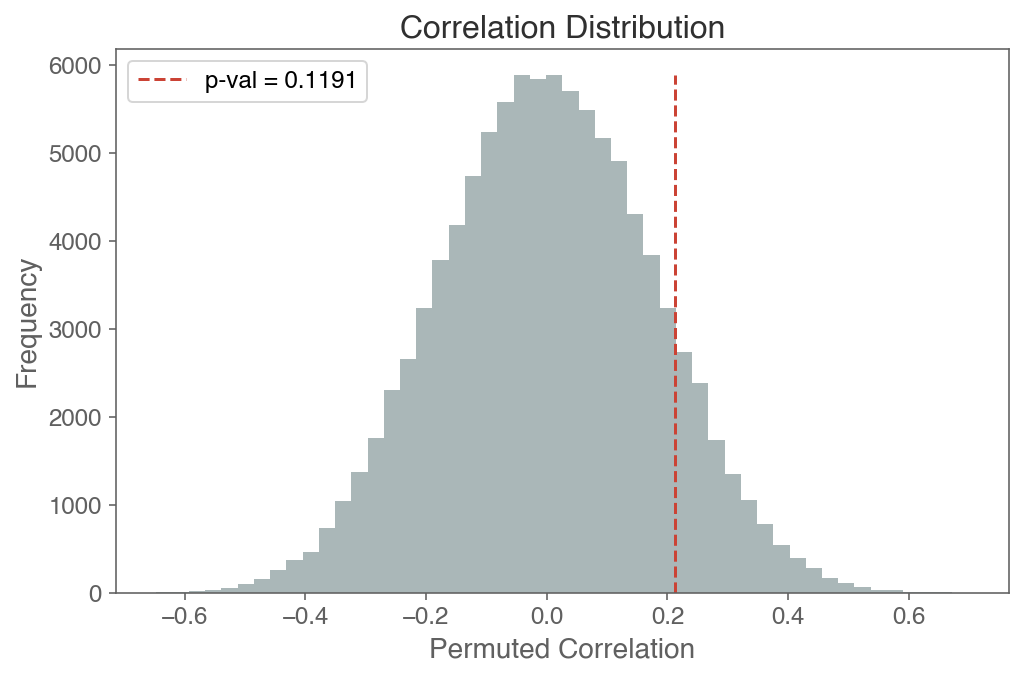 Correlation Distribution
p-val = 0.1191
Frequency
6000
5000
4000
3000
2000
1000
0
−0.6 −0.4 −0.2 0.0 0.2 0.4 0.6
Permuted Correlation